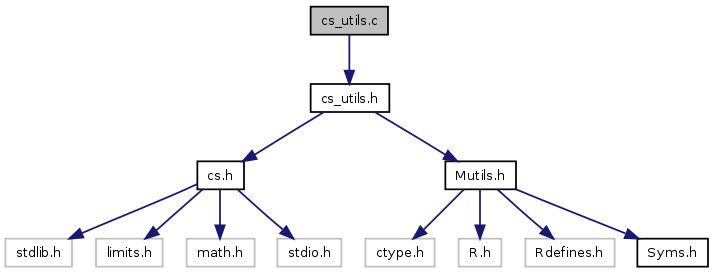 cs_utils.c
cs_utils.h
cs.h
Mutils.h
stdlib.h
limits.h
math.h
stdio.h
ctype.h
R.h
Rdefines.h
Syms.h